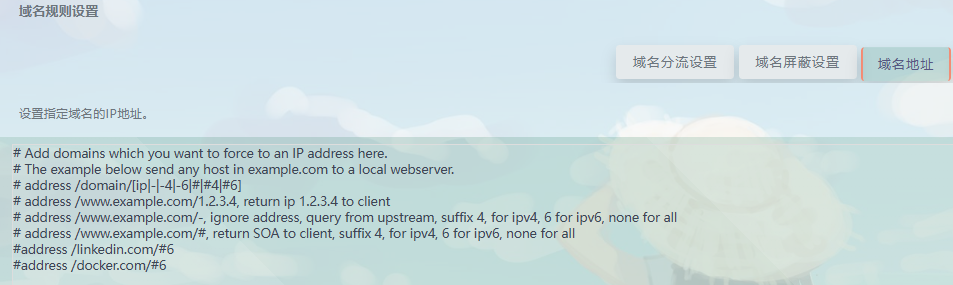 域名规则设置
域名分流设置 域名屏蔽设置 域名地址
设置指定域名的IP地址。
# Add domains which you want to force to an IP address here.
# The example below send any host in example.com to a local webserver.
# address /domain/[ip|-|-4|-6|#|#4|#6]
# address /www.example.com/1.2.3.4, return ip 1.2.3.4 to client
# address /www.example.com/-, ignore address, query from upstream, suffix 4, for ipv4, 6 for ipv6, none for all
# address /www.example.com/#, return SOA to client, suffix 4, for ipv4, 6 for ipv6, none for all
#address /linkedin.com/#6
#address /docker.com/#6